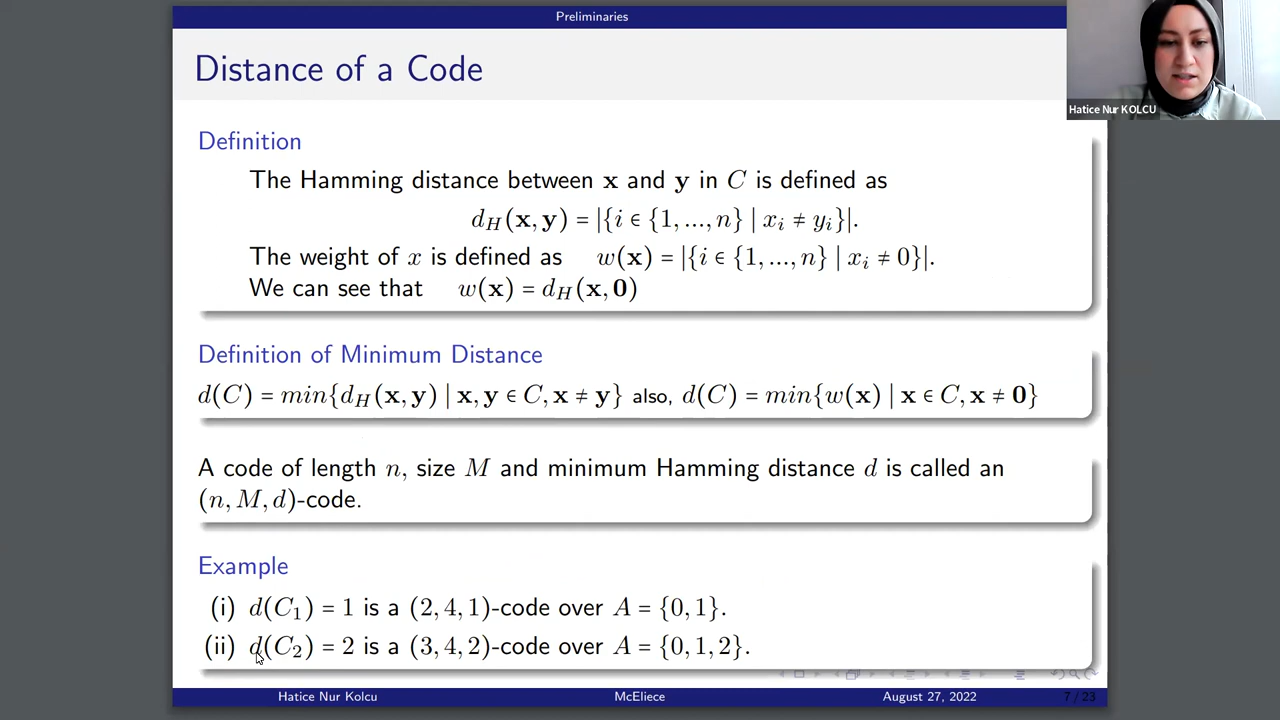 Preliminaries
Distance of a Code
Hatice Nur KOLCU
Definition
The Hamming distance between x and y in C is defined as
d_H(x, y) = |{i ∈ {1, ..., n} | x_i ≠ y_i}|.
The weight of x is defined as w(x) = |{i ∈ {1, ..., n} | x_i ≠ 0}|.
We can see that w(x) = d_H(x, 0)
Definition of Minimum Distance
d(C) = min{d_H(x, y) | x, y ∈ C, x ≠ y} also, d(C) = min{w(x) | x ∈ C, x ≠ 0}
A code of length n, size M and minimum Hamming distance d is called an
(n, M, d)-code.
Example
(i) d(C_1) = 1 is a (2, 4, 1)-code over A = {0, 1}.
(ii) d(C_2) = 2 is a (3, 4, 2)-code over A = {0, 1, 2}.
Hatice Nur Kolcu McEliece August 27, 2022 7 / 23